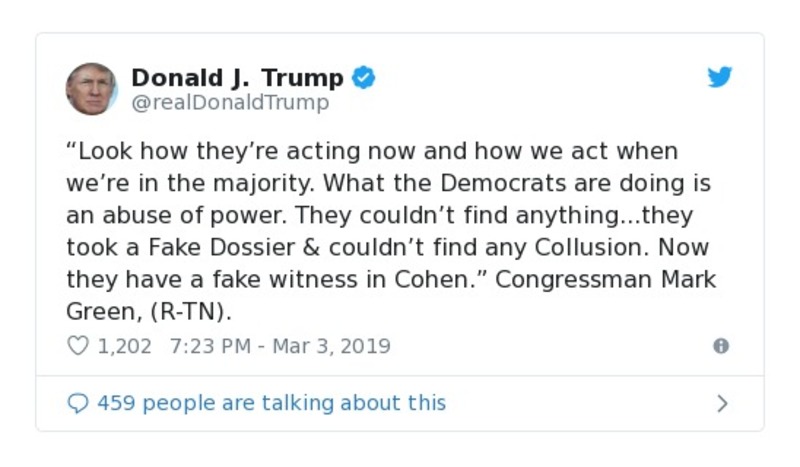 Donald J. Trump
@realDonaldTrump
“Look how they’re acting now and how we act when
we’re in the majority. What the Democrats are doing is
an abuse of power. They couldn’t find anything...they
took a Fake Dossier & couldn’t find any Collusion. Now
they have a fake witness in Cohen.” Congressman Mark
Green, (R-TN).
1,202 7:23 PM - Mar 3, 2019
459 people are talking about this